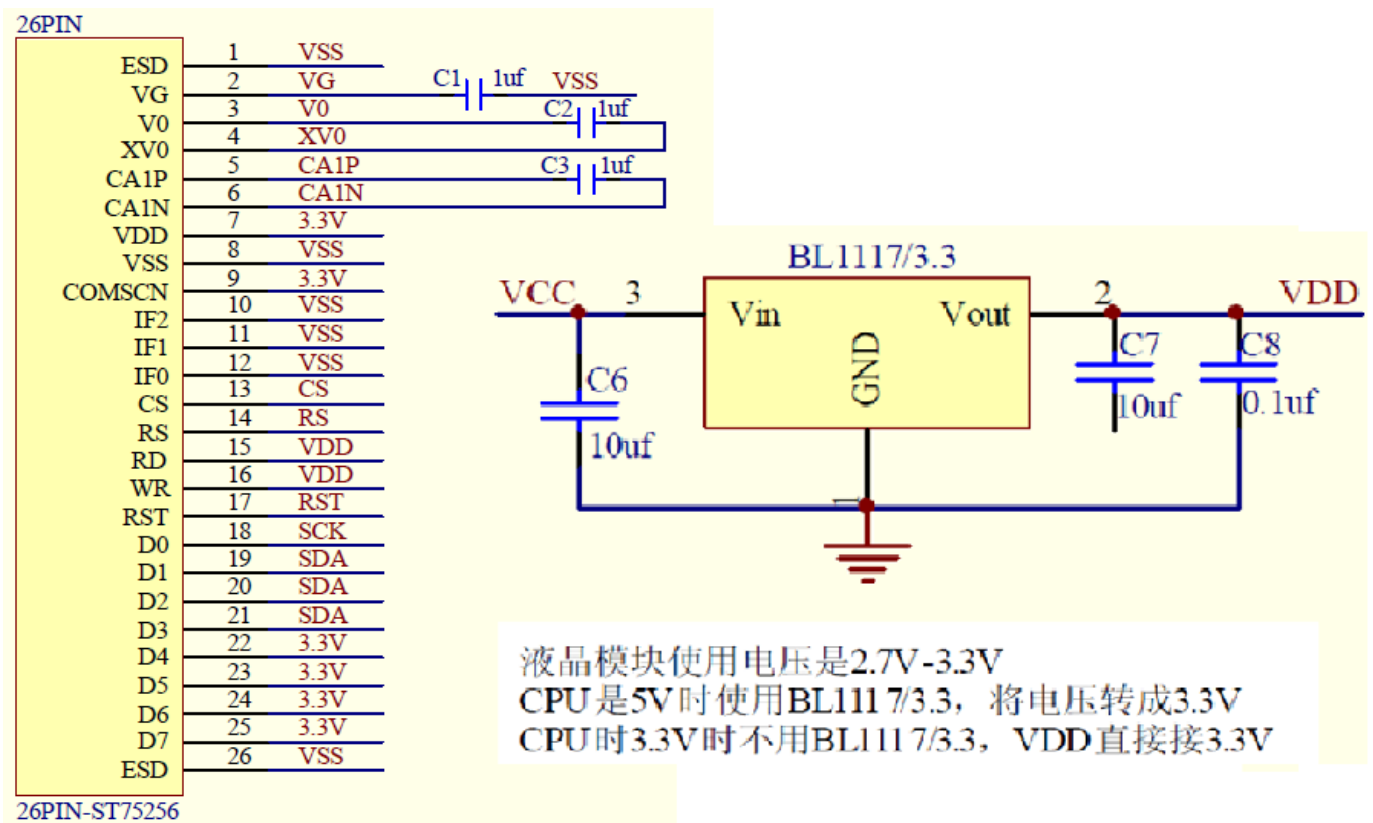 26PIN
ESD 1 VSS
VG 2 VG C1 1uf VSS
V0 3 V0 C2 1uf
XV0 4 XV0
CA1P 5 CA1P C3 1uf
CA1N 6 CA1N
VDD 7 3.3V
VSS 8 VSS
COMSCN 9 3.3V
IF2 10 VSS
IF1 11 VSS
IF0 12 VSS
CS 13 CS
RS 14 RS
RD 15 VDD
WR 16 VDD
RST 17 RST
D0 18 SCK
D1 19 SDA
D2 20 SDA
D3 21 SDA
D4 22 3.3V
D5 23 3.3V
D6 24 3.3V
D7 25 3.3V
ESD 26 VSS
26PIN-ST75256
BL1117/3.3
VCC 3 Vin Vout 2 VDD
GND
1
C6
10uf
C7
10uf
C8
0.1uf
液晶模块使用电压是2.7V-3.3V
CPU是5V时使用BL1117/3.3，将电压转成3.3V
CPU时3.3V时不用BL1117/3.3，VDD直接接3.3V